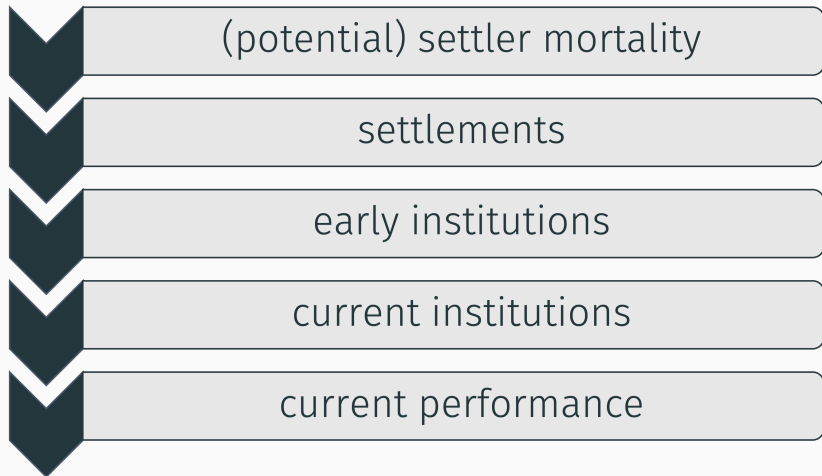 (potential) settler mortality
settlements
early institutions
current institutions
current performance